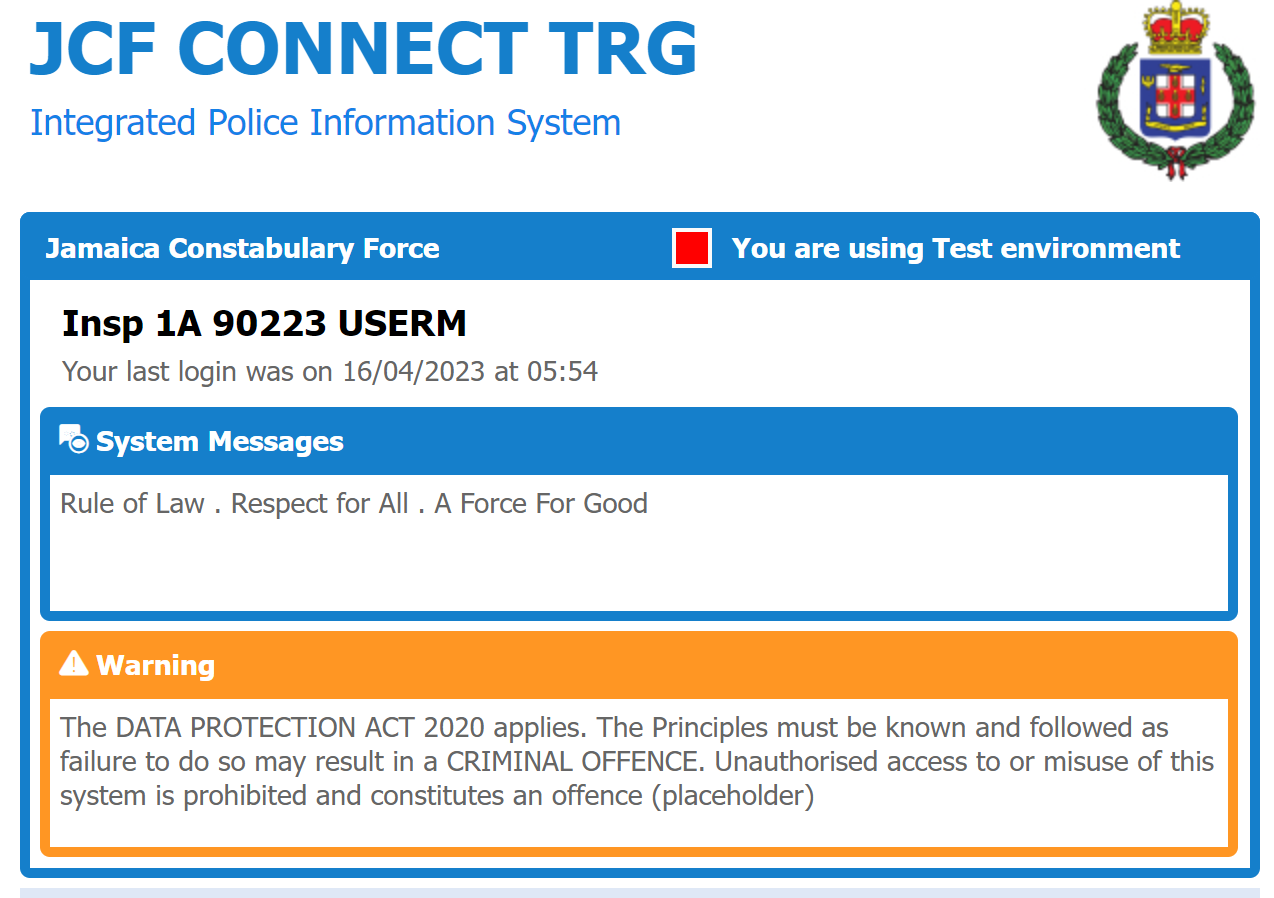 JCF CONNECT TRG
Integrated Police Information System
Jamaica Constabulary Force
You are using Test environment
Insp 1A 90223 USERM
Your last login was on 16/04/2023 at 05:54
System Messages
Rule of Law . Respect for All . A Force For Good
Warning
The DATA PROTECTION ACT 2020 applies. The Principles must be known and followed as
failure to do so may result in a CRIMINAL OFFENCE. Unauthorised access to or misuse of this
system is prohibited and constitutes an offence (placeholder)